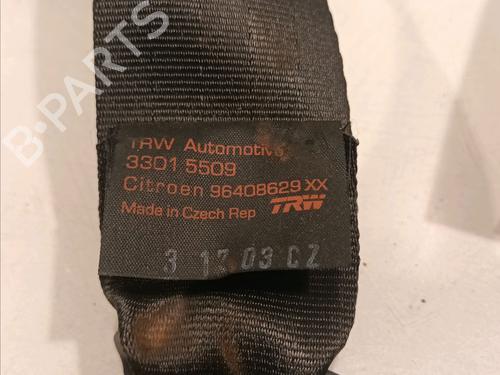 TRW Automotive
3301 5509
Citroen 96408629 XX
Made in Czech Rep TRW
3 17 03 CZ
B-PARTS